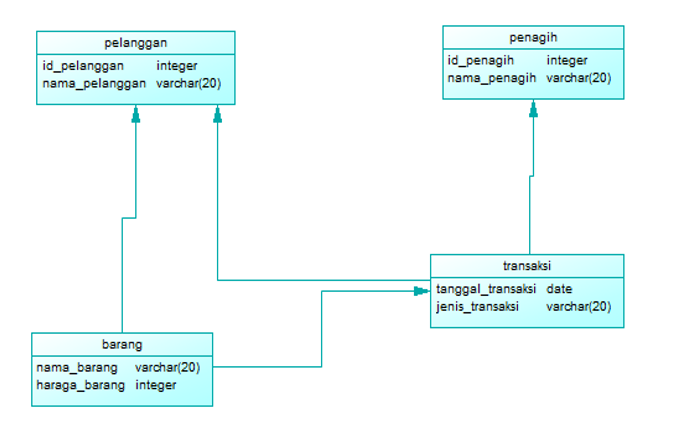 pelanggan
id_pelanggan integer
nama_pelanggan varchar(20)
penagih
id_penagih integer
nama_penagih varchar(20)
transaksi
tanggal_transaksi date
jenis_transaksi varchar(20)
barang
nama_barang varchar(20)
haraga_barang integer